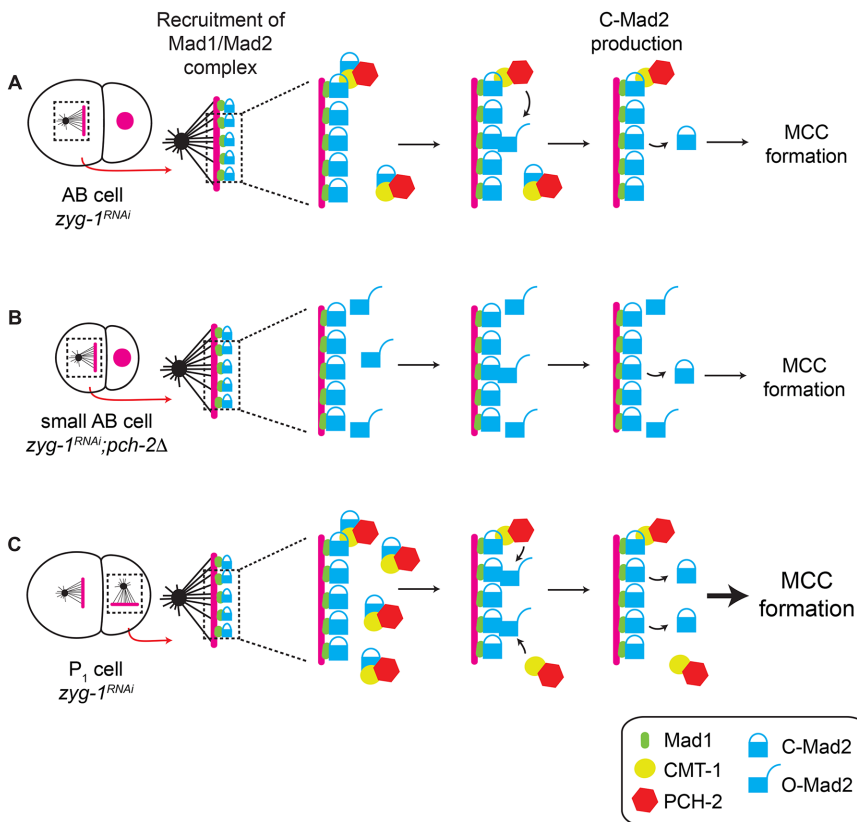 Recruitment of
Mad1/Mad2
complex
C-Mad2
production
A
AB cell
zyg-1RNAi
MCC
formation
B
small AB cell
zyg-1RNAi;pch-2Δ
MCC
formation
C
P1 cell
zyg-1RNAi
MCC
formation
Mad1
CMT-1
PCH-2
C-Mad2
O-Mad2